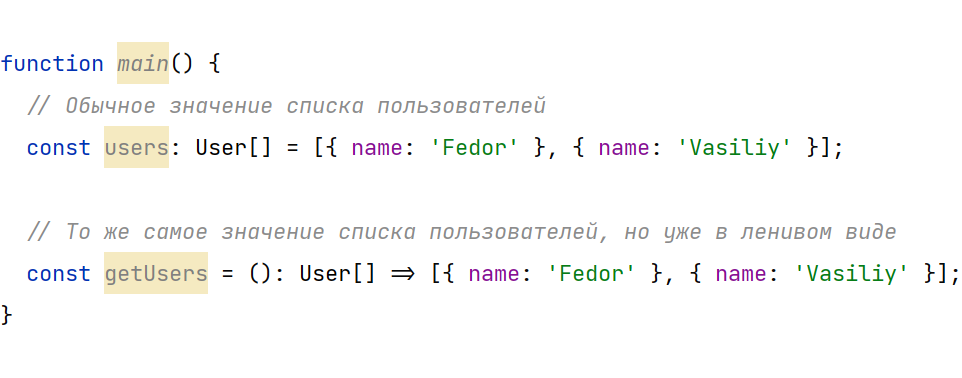 function main() {
// Обычное значение списка пользователей
const users: User[] = [{ name: 'Fedor' }, { name: 'Vasiliy' }];
// То же самое значение списка пользователей, но уже в ленивом виде
const getUsers = (): User[] => [{ name: 'Fedor' }, { name: 'Vasiliy' }];
}